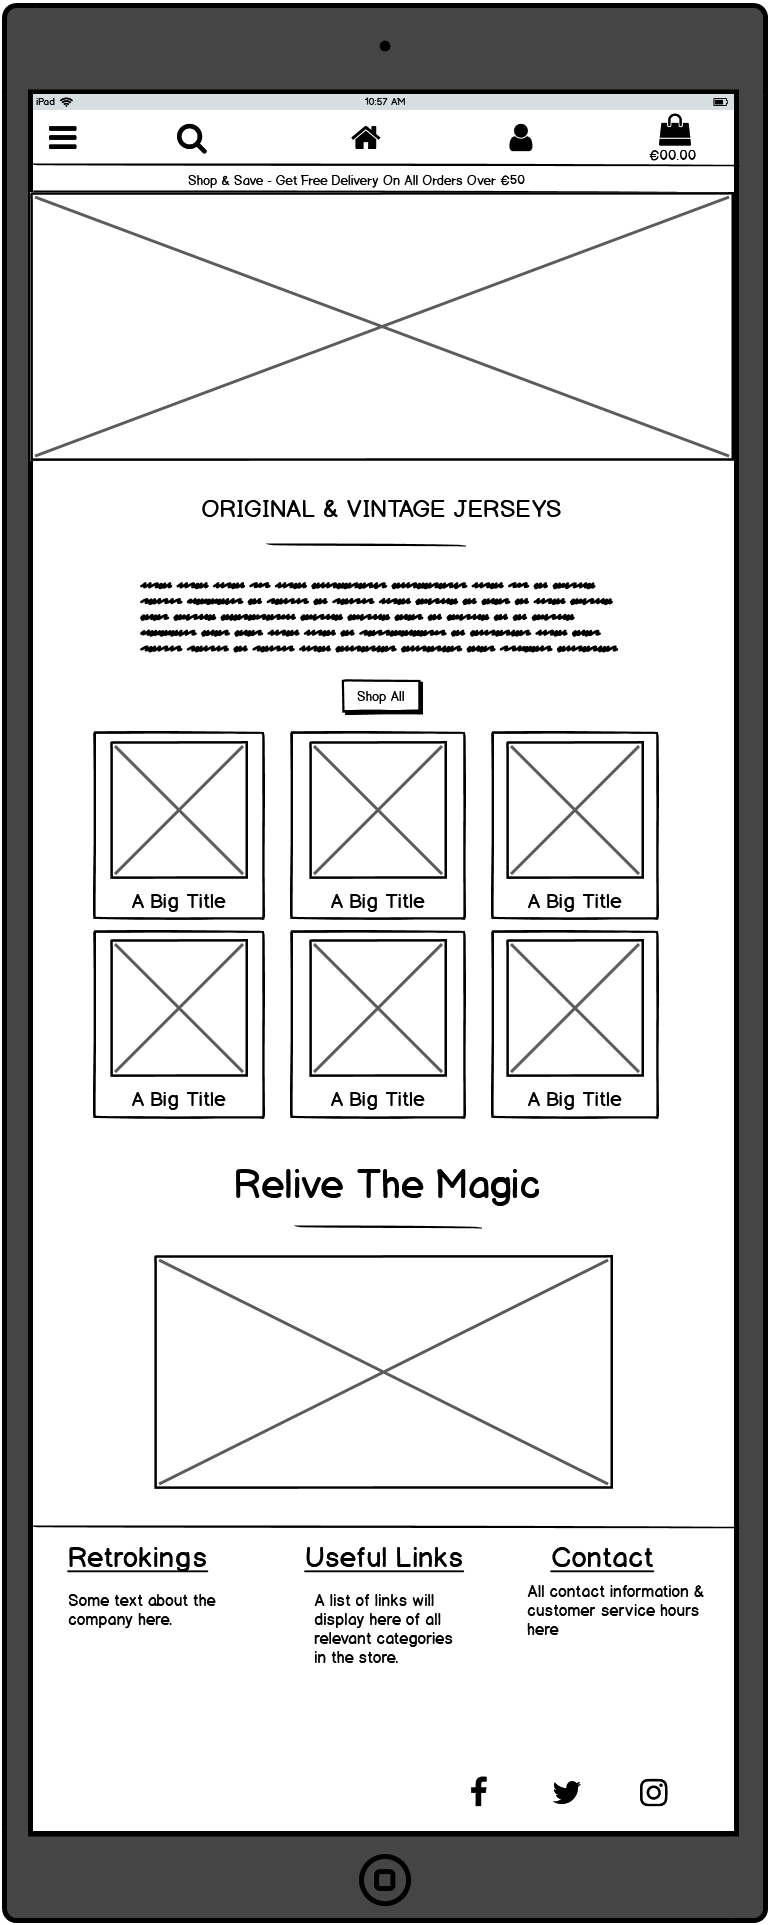 iPad 10:57 AM
€00.00
Shop & Save - Get Free Delivery On All Orders Over €50
ORIGINAL & VINTAGE JERSEYS
Shop All
A Big Title A Big Title A Big Title
A Big Title A Big Title A Big Title
Relive The Magic
Retrokings
Some text about the
company here.
Useful Links
A list of links will
display here of all
relevant categories
in the store.
Contact
All contact information &
customer service hours
here